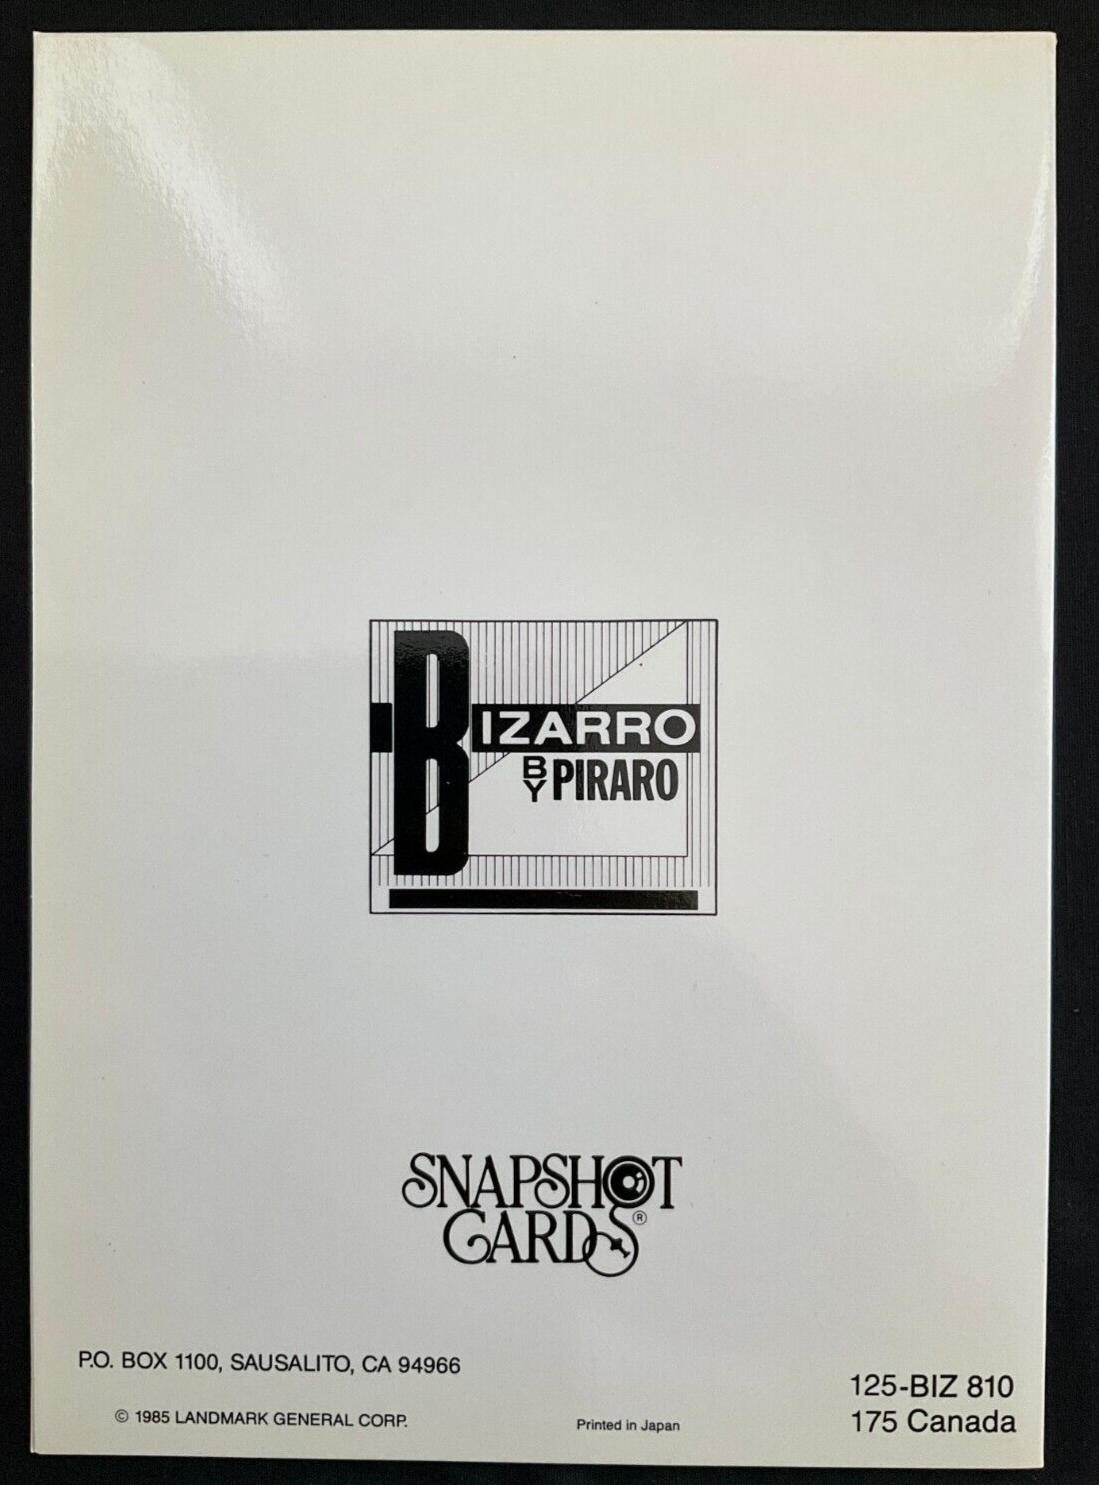 BIZARRO
BY PIRARO
SNAPSHOT
CARDS®
P.O. BOX 1100, SAUSALITO, CA 94966
© 1985 LANDMARK GENERAL CORP.
Printed in Japan
125-BIZ 810
175 Canada